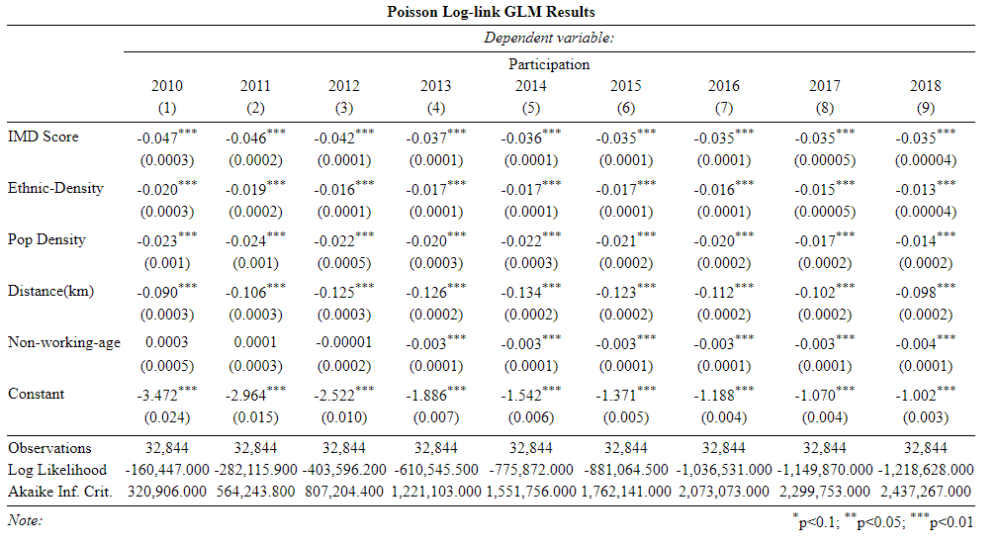 Poisson Log-link GLM Results
Dependent variable:
Participation
2010 2011 2012 2013 2014 2015 2016 2017 2018
(1) (2) (3) (4) (5) (6) (7) (8) (9)
IMD Score -0.047*** -0.046*** -0.042*** -0.037*** -0.036*** -0.035*** -0.035*** -0.035*** -0.035***
(0.0003) (0.0002) (0.0001) (0.0001) (0.0001) (0.0001) (0.0001) (0.00005) (0.00004)
Ethnic-Density -0.020*** -0.019*** -0.016*** -0.017*** -0.017*** -0.017*** -0.016*** -0.015*** -0.013***
(0.0003) (0.0002) (0.0001) (0.0001) (0.0001) (0.0001) (0.0001) (0.00005) (0.00004)
Pop Density -0.023*** -0.024*** -0.022*** -0.020*** -0.022*** -0.021*** -0.020*** -0.017*** -0.014***
(0.001) (0.001) (0.0005) (0.0003) (0.0003) (0.0002) (0.0002) (0.0002) (0.0002)
Distance(km) -0.090*** -0.106*** -0.125*** -0.126*** -0.134*** -0.123*** -0.112*** -0.102*** -0.098***
(0.0003) (0.0003) (0.0003) (0.0002) (0.0002) (0.0002) (0.0002) (0.0002) (0.0002)
Non-working-age 0.0003 0.0001 -0.00001 -0.003*** -0.003*** -0.003*** -0.003*** -0.003*** -0.004***
(0.0005) (0.0003) (0.0002) (0.0001) (0.0001) (0.0001) (0.0001) (0.0001) (0.0001)
Constant -3.472*** -2.964*** -2.522*** -1.886*** -1.542*** -1.371*** -1.188*** -1.070*** -1.002***
(0.024) (0.015) (0.010) (0.007) (0.006) (0.005) (0.004) (0.004) (0.003)
Observations 32,844 32,844 32,844 32,844 32,844 32,844 32,844 32,844 32,844
Log Likelihood -160,447.000 -282,115.900 -403,596.200 -610,545.500 -775,872.000 -881,064.500 -1,036,531.000 -1,149,870.000 -1,218,628.000
Akaike Inf. Crit. 320,906.000 564,243.800 807,204.400 1,221,103.000 1,551,756.000 1,762,141.000 2,073,073.000 2,299,753.000 2,437,267.000
Note: *p<0.1; **p<0.05; ***p<0.01